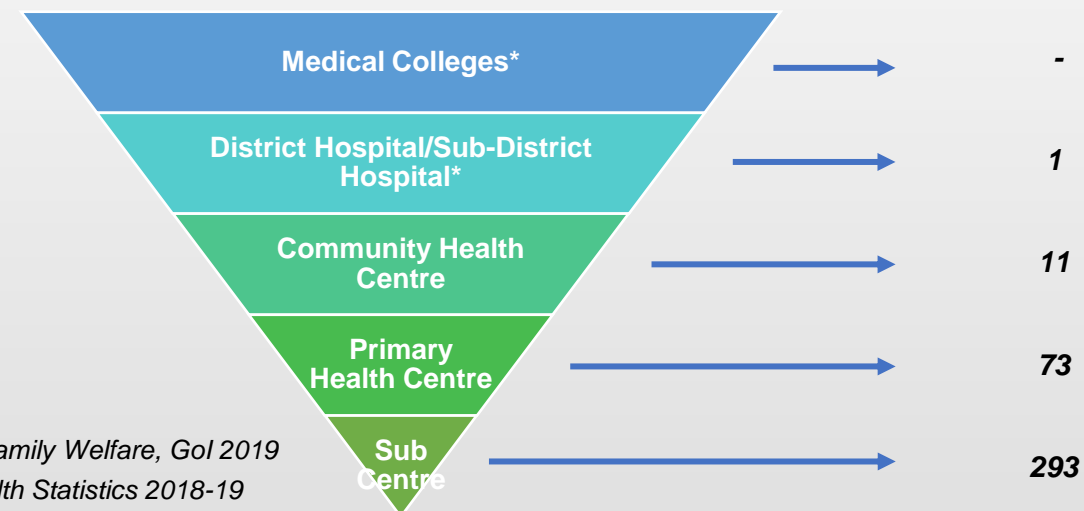 Medical Colleges*
-
District Hospital/Sub-District
Hospital*
1
Community Health
Centre
11
Primary
Health Centre
73
Sub
Centre
293
amily Welfare, GoI 2019
lth Statistics 2018-19